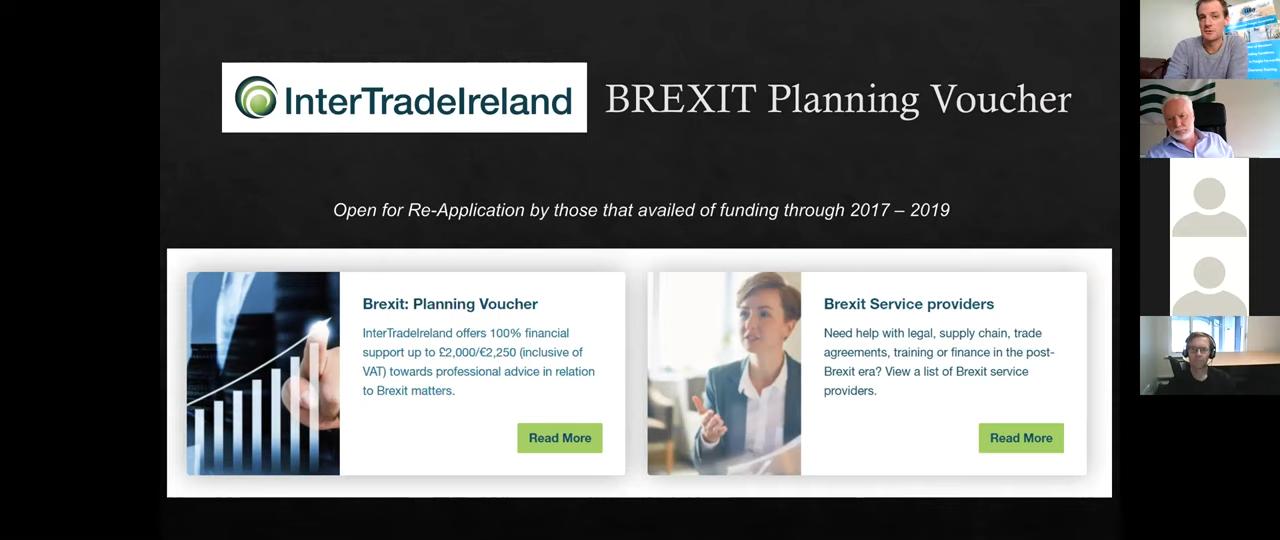 InterTradeIreland BREXIT Planning Voucher
Open for Re-Application by those that availed of funding through 2017 – 2019
Brexit: Planning Voucher
InterTradeIreland offers 100% financial
support up to £2,000/€2,250 (inclusive of
VAT) towards professional advice in relation
to Brexit matters.
Read More
Brexit Service providers
Need help with legal, supply chain, trade
agreements, training or finance in the post-
Brexit era? View a list of Brexit service
providers.
Read More